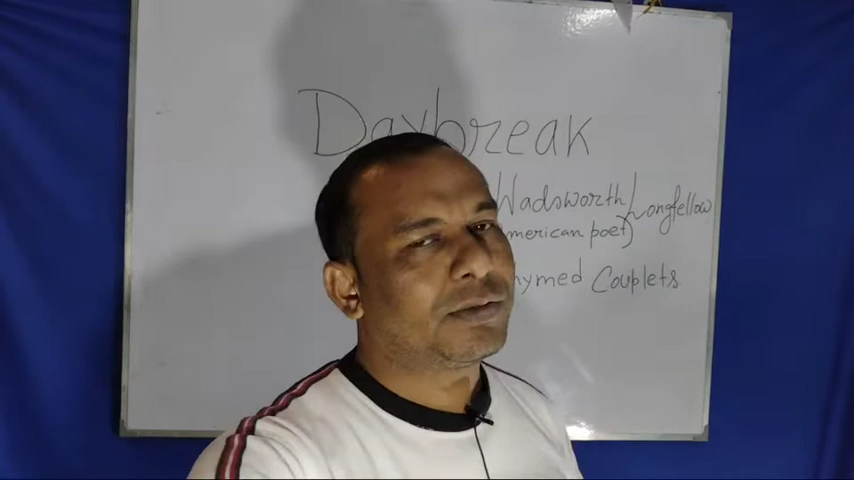 Daybreak
Wadsworth Longfellow
merican poet)
hymed Couplets